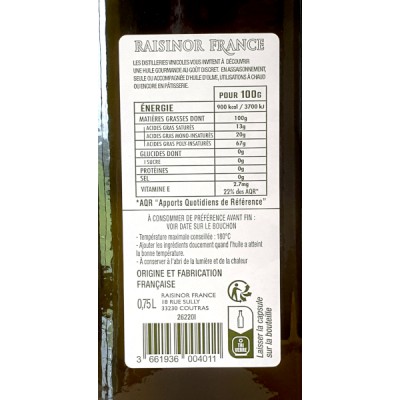 RAISINOR FRANCE
LES DISTILLERIES VINICOLES VOUS INVITENT À DÉCOUVRIR
UNE HUILE GOURMANDE AU GOÛT DISCRET. EN ASSAISONNEMENT,
SEULE OU ACCOMPAGNÉE D'HUILE D'OLIVE, UTILISATIONS À CHAUD
OU ENCORE EN PÂTISSERIE.
POUR 100G
ÉNERGIE 900 kcal / 3700 kJ
MATIÈRES GRASSES DONT 100g
ACIDES GRAS SATURÉS 13g
ACIDES GRAS MONO-INSATURÉS 20g
ACIDES GRAS POLY-INSATURÉS 67g
GLUCIDES DONT 0g
SUCRE 0g
PROTÉINES 0g
SEL 0g
VITAMINE E 2.7mg
22% des AQR*
*AQR "Apports Quotidiens de Référence"
À CONSOMMER DE PRÉFÉRENCE AVANT FIN :
VOIR DATE SUR LE BOUCHON
- Température maximale conseillée : 180°C
- Ajouter les ingrédients doucement quand l'huile a atteint
la bonne température.
- À conserver à l'abri de la lumière et de la chaleur
ORIGINE ET FABRICATION
FRANÇAISE
0,75L
RAISINOR FRANCE
18 RUE SULLY
33230 COUTRAS
262201
3 661936 004011
TRI
VERRE
Laisser la capsule
sur la bouteille